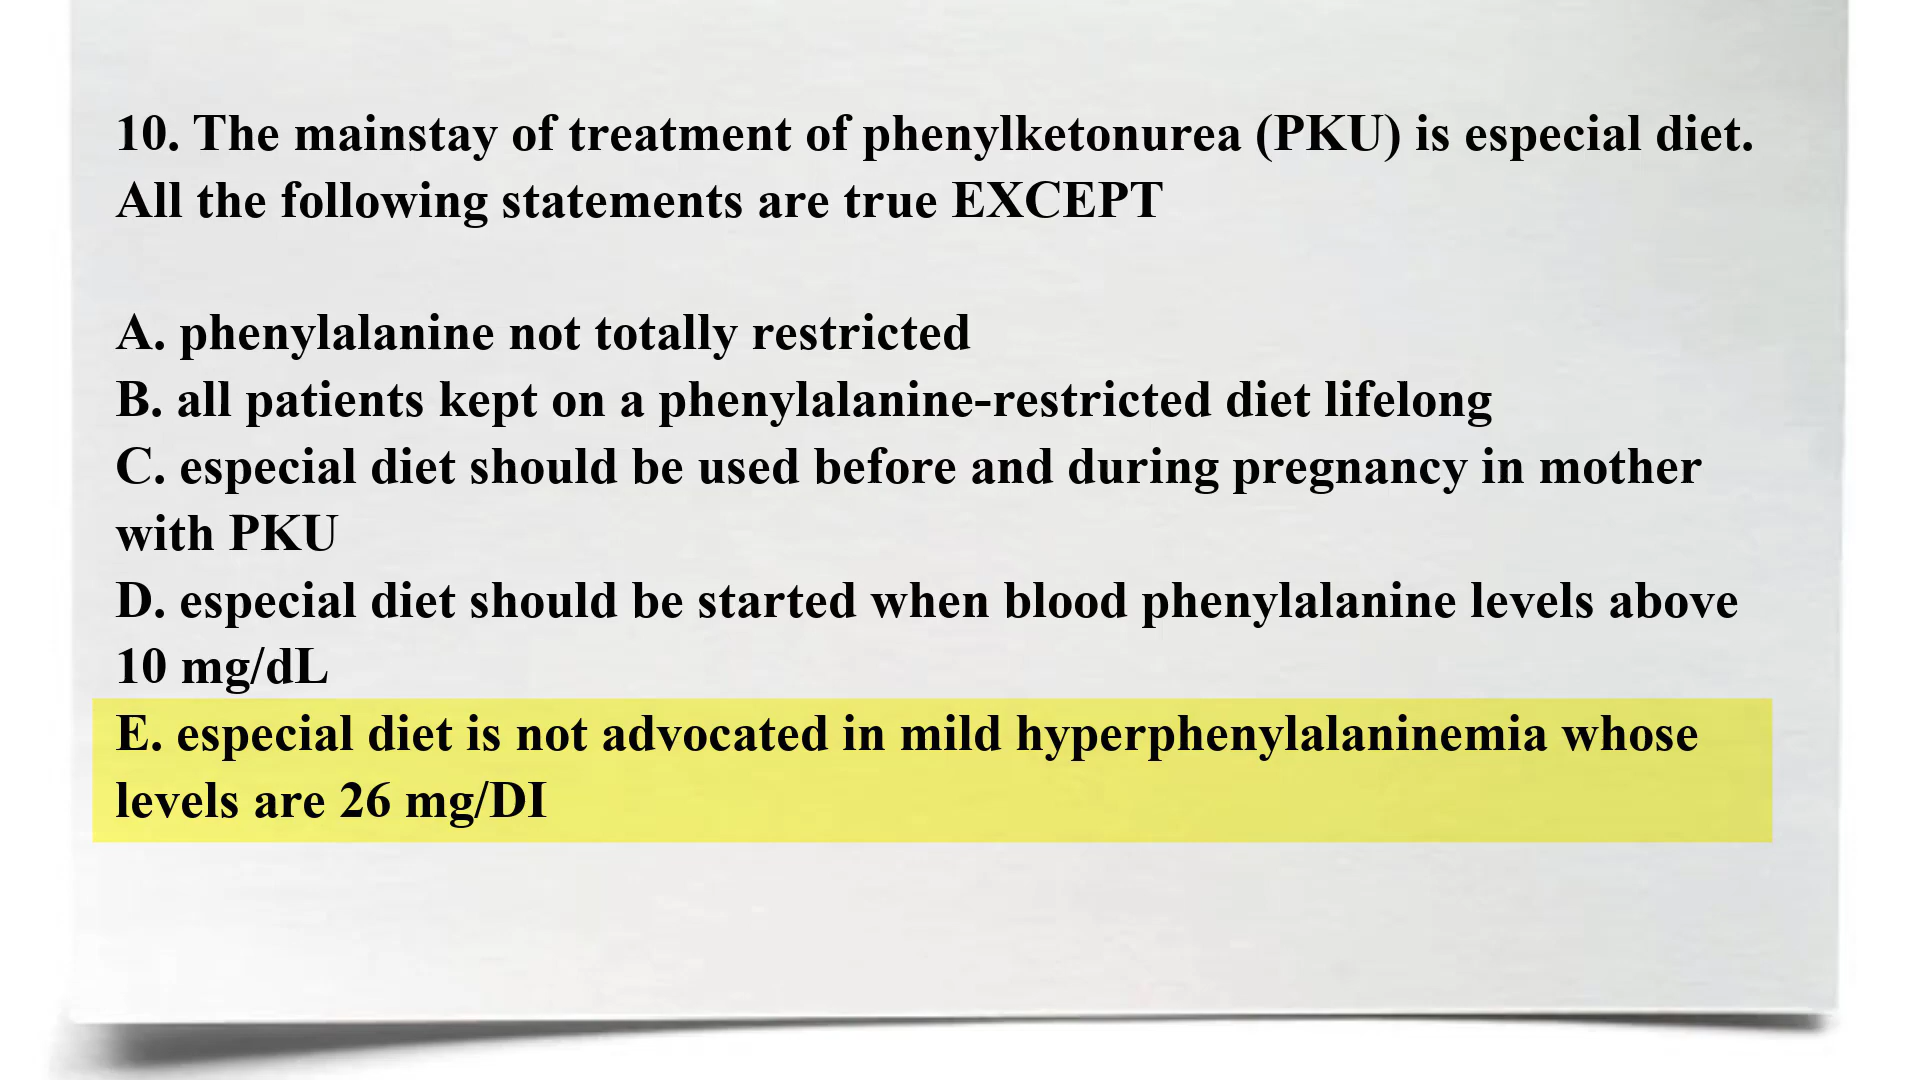 10. The mainstay of treatment of phenylketonurea (PKU) is especial diet.
All the following statements are true EXCEPT
A. phenylalanine not totally restricted
B. all patients kept on a phenylalanine-restricted diet lifelong
C. especial diet should be used before and during pregnancy in mother
with PKU
D. especial diet should be started when blood phenylalanine levels above
10 mg/dL
E. especial diet is not advocated in mild hyperphenylalaninemia whose
levels are 26 mg/DI